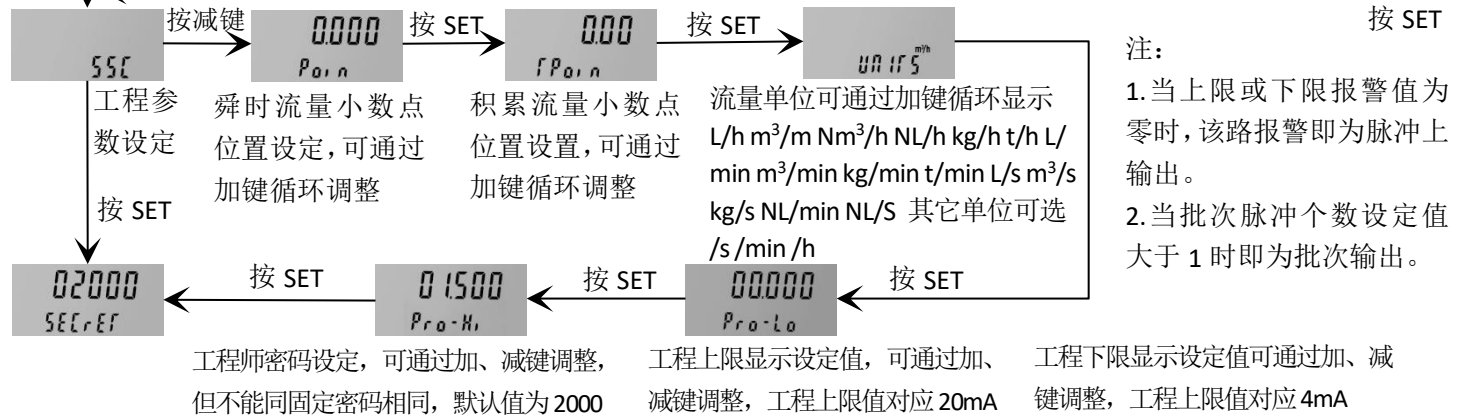 按减键
按 SET
按 SET
按 SET
SSC
0.000
Poin
0.00
TPoin
m³/h
UNITS
工程参
数设定
舜时流量小数点
位置设定，可通过
加键循环调整
积累流量小数点
位置设置，可通过
加键循环调整
流量单位可通过加键循环显示
L/h m³/m Nm³/h NL/h kg/h t/h L/
min m³/min kg/min t/min L/s m³/s
kg/s NL/min NL/S 其它单位可选
/s /min /h
注：
1.当上限或下限报警值为
零时，该路报警即为脉冲上
输出。
2.当批次脉冲个数设定值
大于 1 时即为批次输出。
按 SET
按 SET
按 SET
按 SET
02000
SECrET
01.500
Pro-Hi
00.000
Pro-Lo
工程师密码设定，可通过加、减键调整，
但不能同固定密码相同，默认值为 2000
工程上限显示设定值，可通过加、
减键调整，工程上限值对应 20mA
工程下限显示设定值可通过加、减
键调整，工程上限值对应 4mA